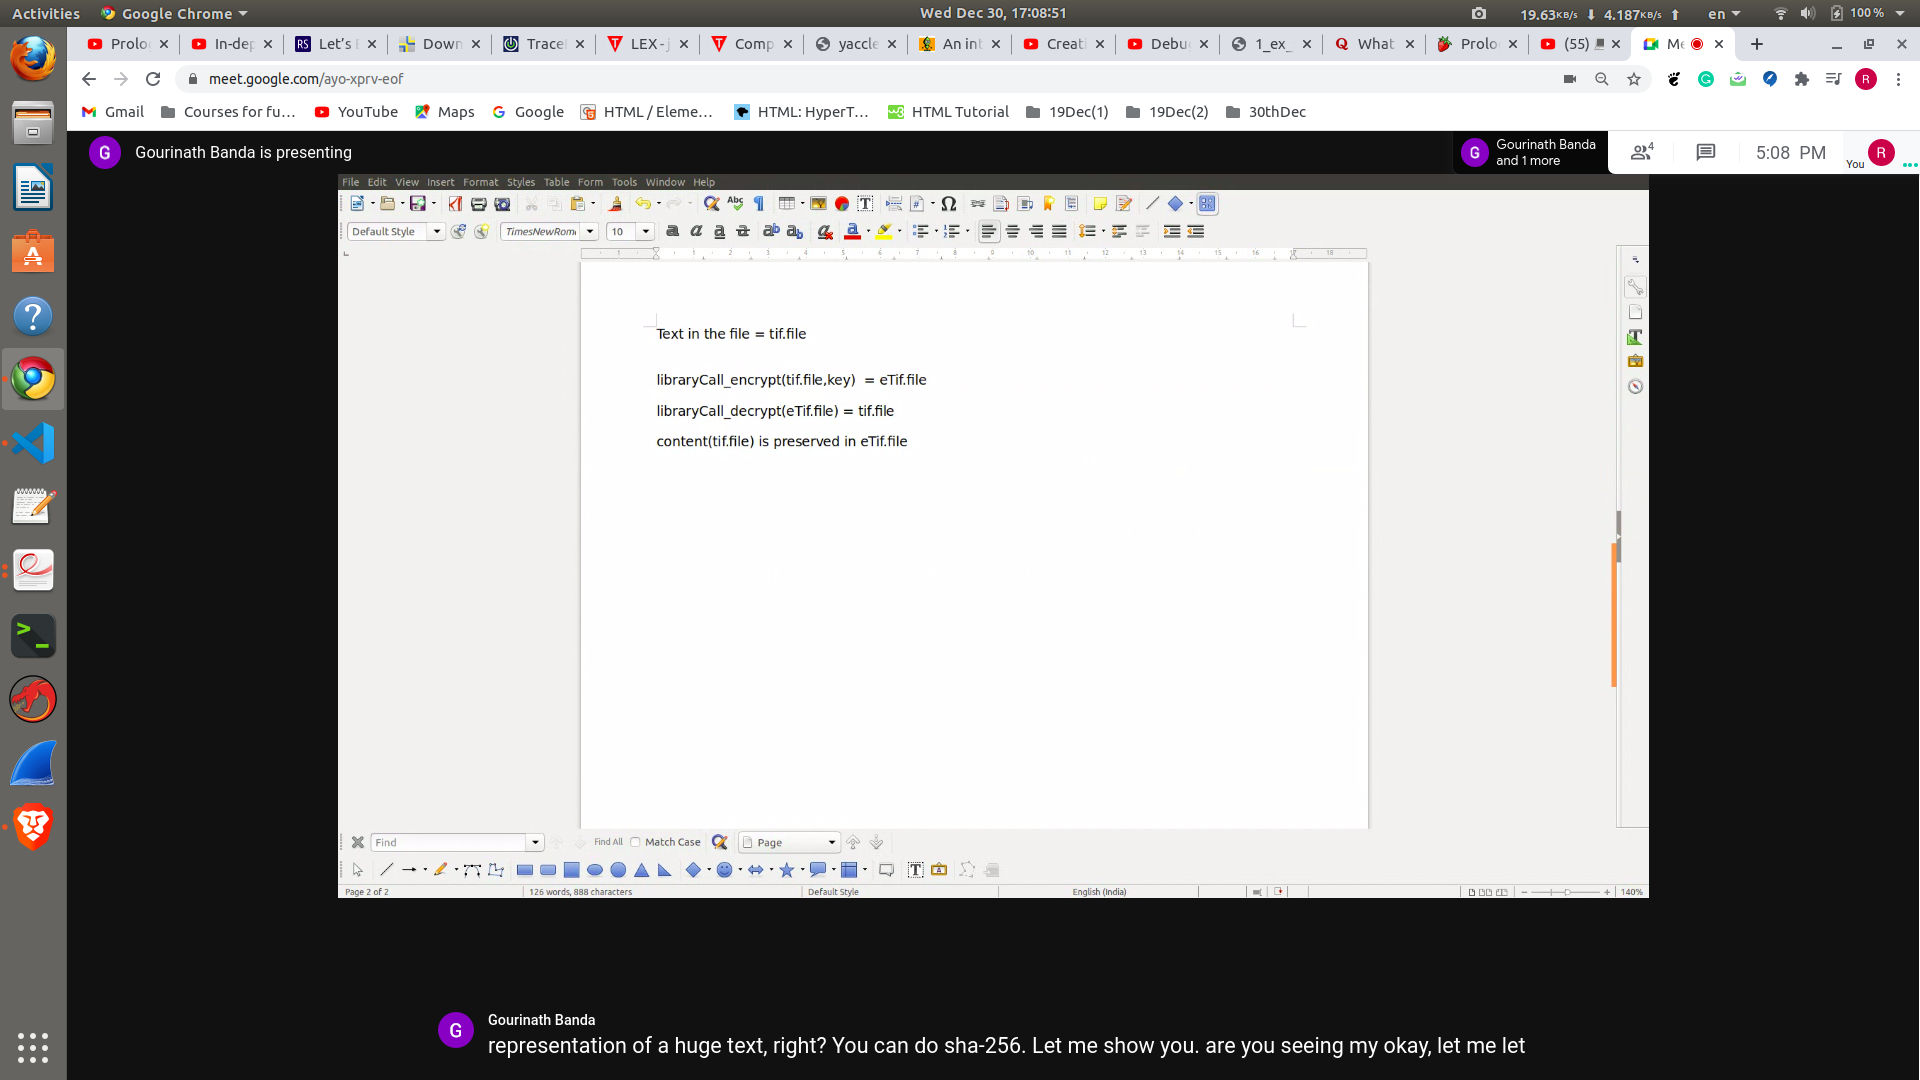 Activities Google Chrome Wed Dec 30, 17:08:51 19.63KB/s 4.187KB/s en 100%
Prolo In-dep Let's E Down Trace LEX - j Comp yaccle An int Creati Debu 1_ex_ What Prolo (55) Me
meet.google.com/ayo-xprv-eof
Gmail Courses for fu... YouTube Maps Google HTML / Eleme... HTML: HyperT... HTML Tutorial 19Dec(1) 19Dec(2) 30thDec
G Gourinath Banda is presenting
G Gourinath Banda
and 1 more
4
5:08 PM
You R
File Edit View Insert Format Styles Table Form Tools Window Help
Default Style TimesNewRom 10
Text in the file = tif.file
libraryCall_encrypt(tif.file,key) = eTif.file
libraryCall_decrypt(eTif.file) = tif.file
content(tif.file) is preserved in eTif.file
Find Find All Match Case Page
Page 2 of 2 126 words, 888 characters Default Style English (India) 140%
G Gourinath Banda
representation of a huge text, right? You can do sha-256. Let me show you. are you seeing my okay, let me let